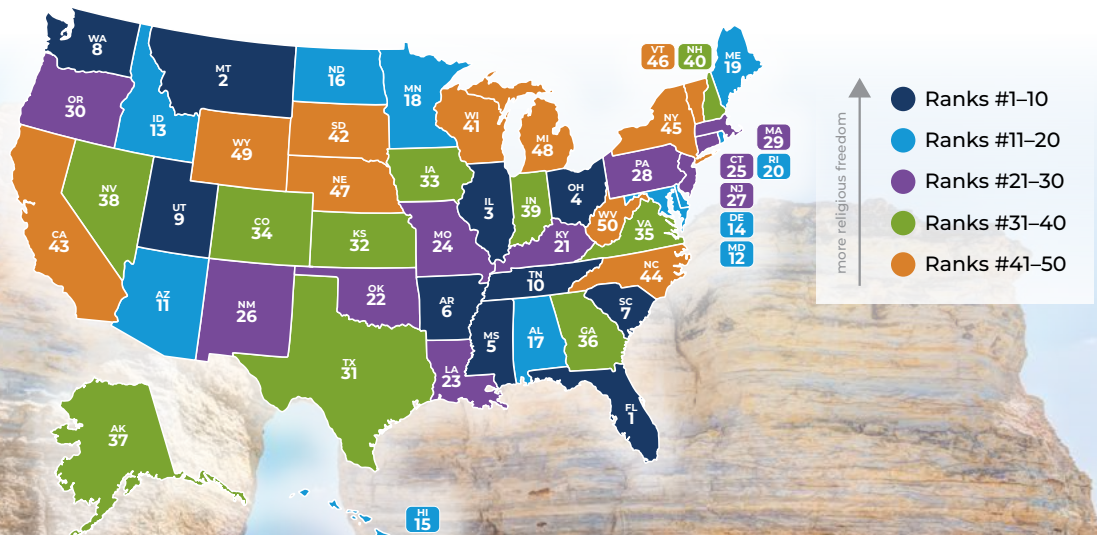 WA
8
MT
2
ND
16
MN
18
VT
46
NH
40
ME
19
OR
30
ID
13
WY
49
SD
42
WI
41
MI
48
NY
45
MA
29
CT
25
RI
20
NJ
27
DE
14
MD
12
NV
38
UT
9
CO
34
NE
47
IA
33
IL
3
IN
39
OH
4
PA
28
WV
50
VA
35
CA
43
AZ
11
NM
26
KS
32
MO
24
KY
21
NC
44
OK
22
AR
6
TN
10
SC
7
TX
31
LA
23
MS
5
AL
17
GA
36
FL
1
AK
37
HI
15
more religious freedom
Ranks #1–10
Ranks #11–20
Ranks #21–30
Ranks #31–40
Ranks #41–50